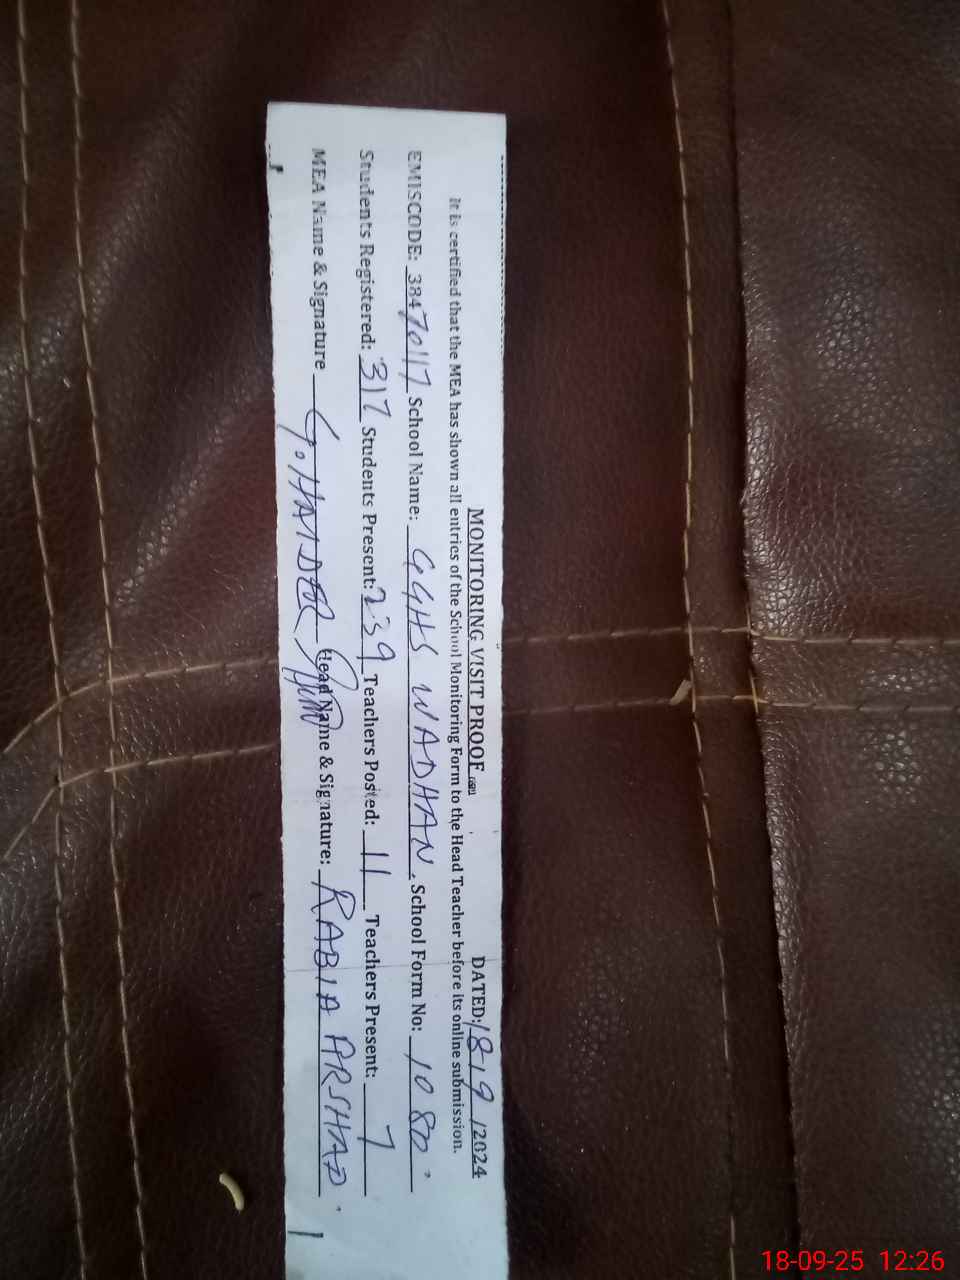 MONITORING VISIT PROOF DATED: 18-19 /2024
It is certified that the MEA has shown all entries of the School Monitoring Form to the Head Teacher before its online submission.
EMISCODE: 38470117 School Name: GGHS WADHAN. School Form No: 1080
Students Registered: 317 Students Present: 239 Teachers Posted: 11 Teachers Present: 7
MEA Name & Signature G. HAIDER Head Name & Signature: RABIA ARSHAD.
18-09-25 12:26